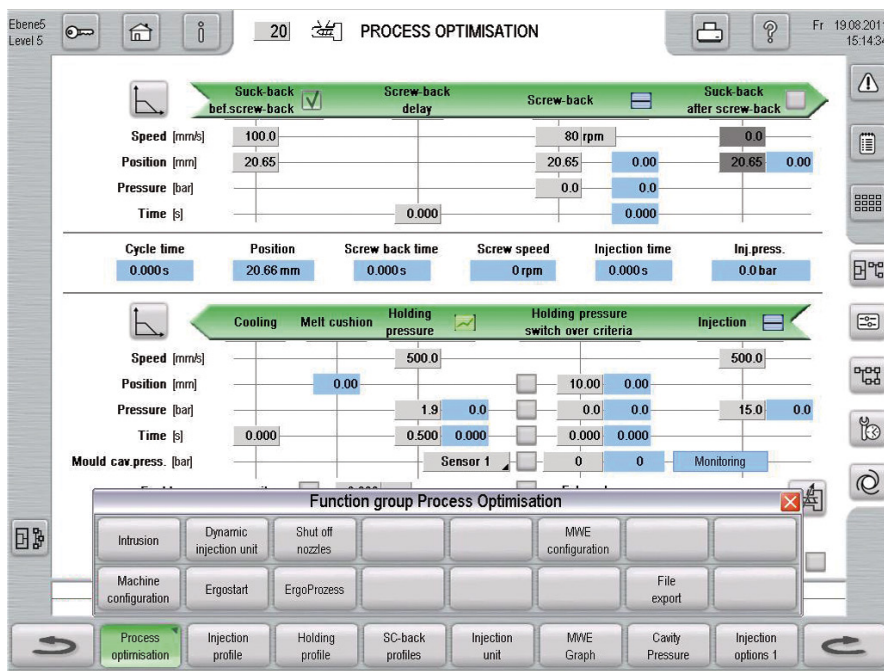 Ebene5
Level 5
20
PROCESS OPTIMISATION
Fr 19.08.201
15:14:34
Suck-back
bef.screw-back
Screw-back
delay
Screw-back
Suck-back
after screw-back
Speed [mm/s] 100.0 80 rpm 0.0
Position [mm] 20.65 20.65 0.00 20.65 0.00
Pressure [bar] 0.0 0.0
Time [s] 0.000 0.000
Cycle time Position Screw back time Screw speed Injection time Inj.press.
0.000 s 20.66 mm 0.000 s 0 rpm 0.000 s 0.0 bar
Cooling Melt cushion
Holding
pressure
Holding pressure
switch over criteria
Injection
Speed [mm/s] 500.0 500.0
Position [mm] 0.00 10.00 0.00
Pressure [bar] 1.9 0.0 0.0 0.0 15.0 0.0
Time [s] 0.000 0.500 0.000 0.000 0.000
Mould cav.press. [bar] Sensor 1 0 0 Monitoring
Function group Process Optimisation
Intrusion
Dynamic
injection unit
Shut off
nozzles
MWE
configuration
Machine
configuration
Ergostart
ErgoProzess
File
export
Process
optimisation
Injection
profile
Holding
profile
SC-back
profiles
Injection
unit
MWE
Graph
Cavity
Pressure
Injection
options 1